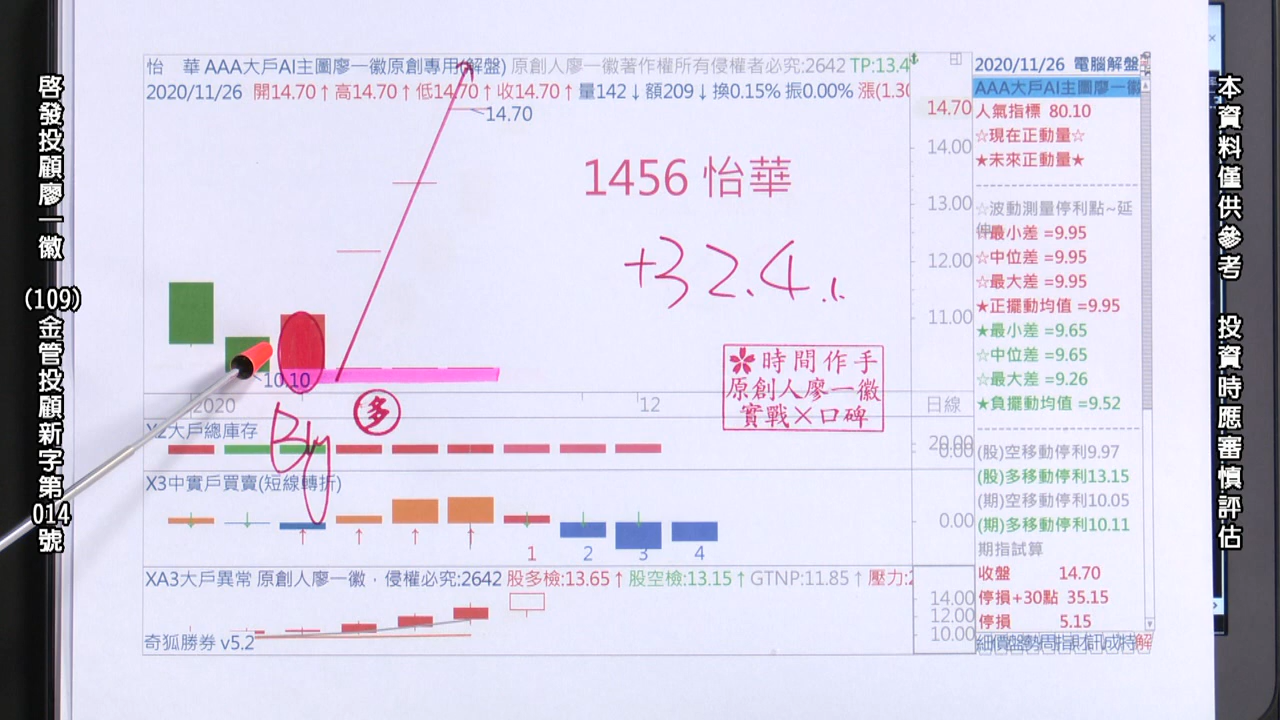 啓發投顧廖一徽 (109)金管投顧新字第014號
怡 華 AAA大戶AI主圖廖一徽原創專用(解盤) 原創人廖一徽著作權所有侵權者必究:2642 TP:13.4
2020/11/26 開14.70↑高14.70↑低14.70↑收14.70↑量142↓額209↓換0.15% 振0.00% 漲(1.30
14.70
1456 怡華
+32.4
10.10
By
多
時間作手
原創人廖一徽
實戰×口碑
14.70
14.00
13.00
12.00
11.00
2020
12
日線
X2大戶總庫存
20.00
0.00
X3中實戶買賣(短線轉折)
0.00
1 2 3 4
XA3大戶異常 原創人廖一徽,侵權必究:2642 股多檢:13.65↑股空檢:13.15↑GTNP:11.85↑壓力:
14.00
12.00
10.00
奇狐勝券 v5.2
2020/11/26 電腦解盤
AAA大戶AI主圖廖一徽
人氣指標 80.10
☆現在正動量☆
★未來正動量★
☆波動測量停利點~延
☆最小差 =9.95
☆中位差 =9.95
☆最大差 =9.95
★正擺動均值 =9.95
★最小差 =9.65
☆中位差 =9.65
☆最大差 =9.26
★負擺動均值 =9.52
(股)空移動停利9.97
(股)多移動停利13.15
(期)空移動停利10.05
(期)多移動停利10.11
期指試算
收盤 14.70
停損+30點 35.15
停損 5.15
本資料僅供參考 投資時應審慎評估